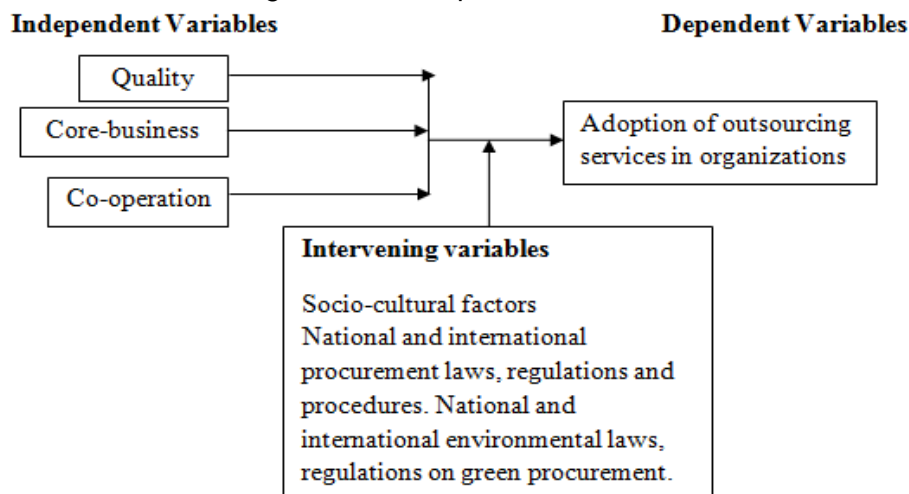 Independent Variables
Dependent Variables
Quality
Core-business
Co-operation
Adoption of outsourcing
services in organizations
Intervening variables
Socio-cultural factors
National and international
procurement laws, regulations and
procedures. National and
international environmental laws,
regulations on green procurement.